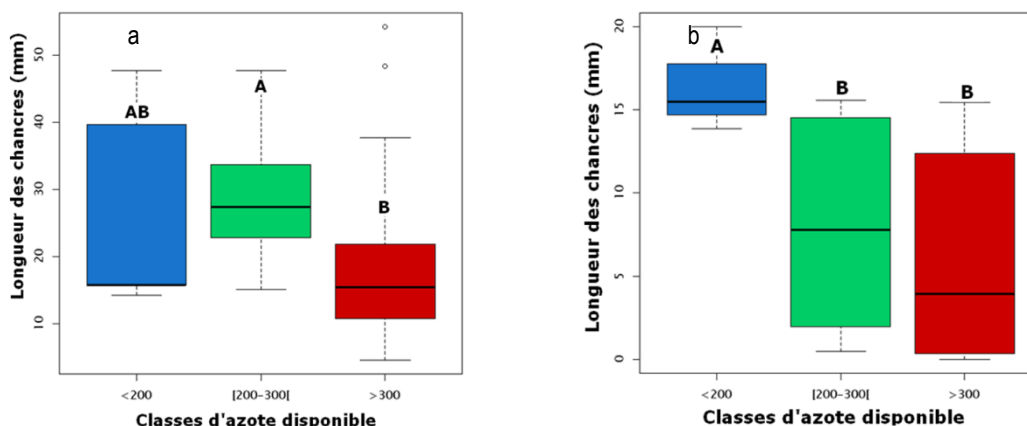 a
Longueur des chancres (mm)
50
40
30
20
10
AB
A
B
<200
[200-300[
>300
Classes d'azote disponible
b
Longueur des chancres (mm)
20
15
10
5
0
A
B
B
<200
[200-300[
>300
Classes d'azote disponible